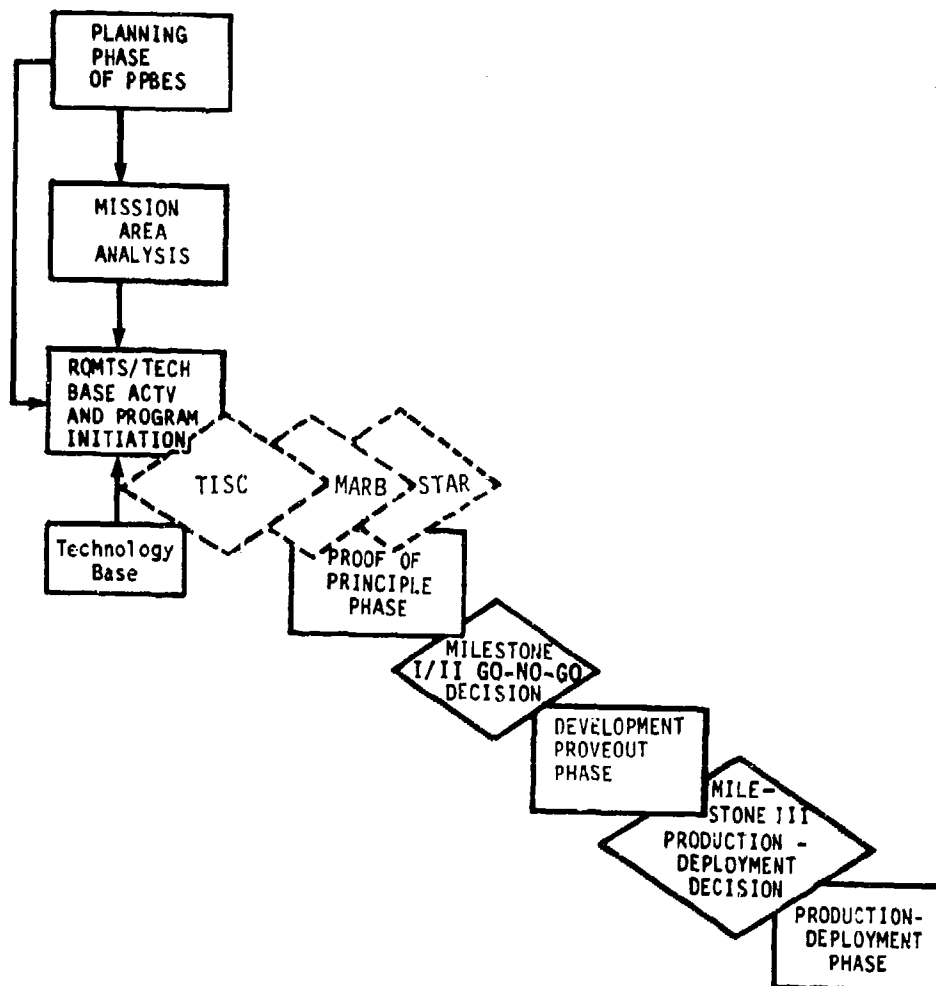 PLANNING
PHASE
OF PPBES
MISSION
AREA
ANALYSIS
RQMTS/TECH
BASE ACTV
AND PROGRAM
INITIATION
TISC
MARB
STAR
Technology
Base
PROOF OF
PRINCIPLE
PHASE
MILESTONE
I/II GO-NO-GO
DECISION
DEVELOPMENT
PROVEOUT
PHASE
MILE-
STONE III
PRODUCTION -
DEPLOYMENT
DECISION
PRODUCTION-
DEPLOYMENT
PHASE